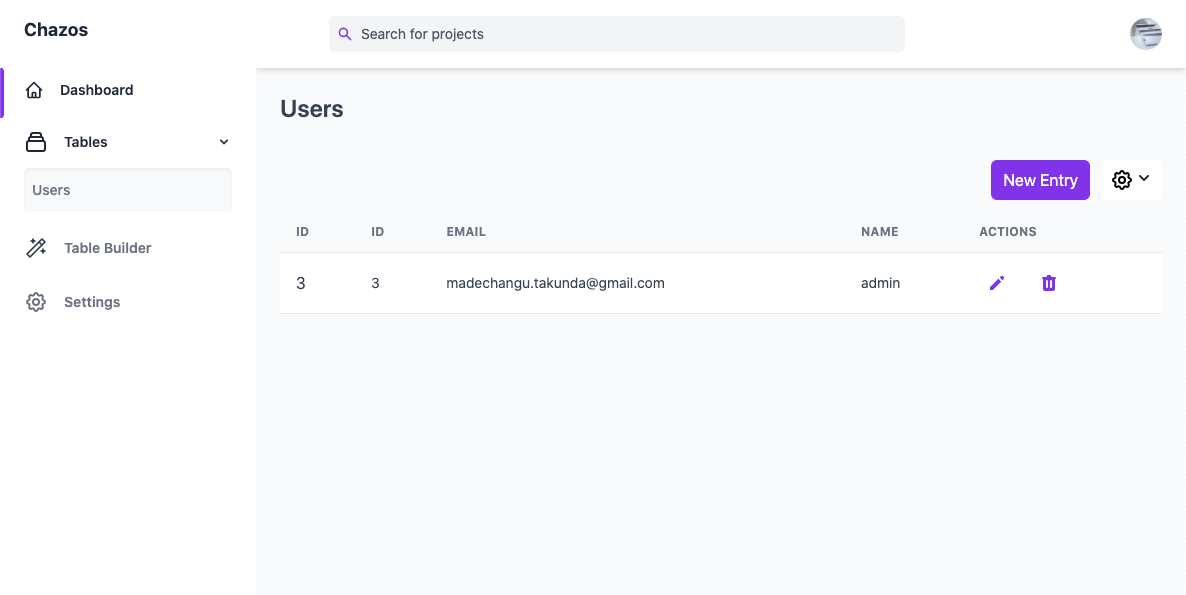 Chazos
Search for projects
Dashboard
Tables
Users
Table Builder
Settings
Users
New Entry
ID ID EMAIL NAME ACTIONS
3 3 madechangu.takunda@gmail.com admin